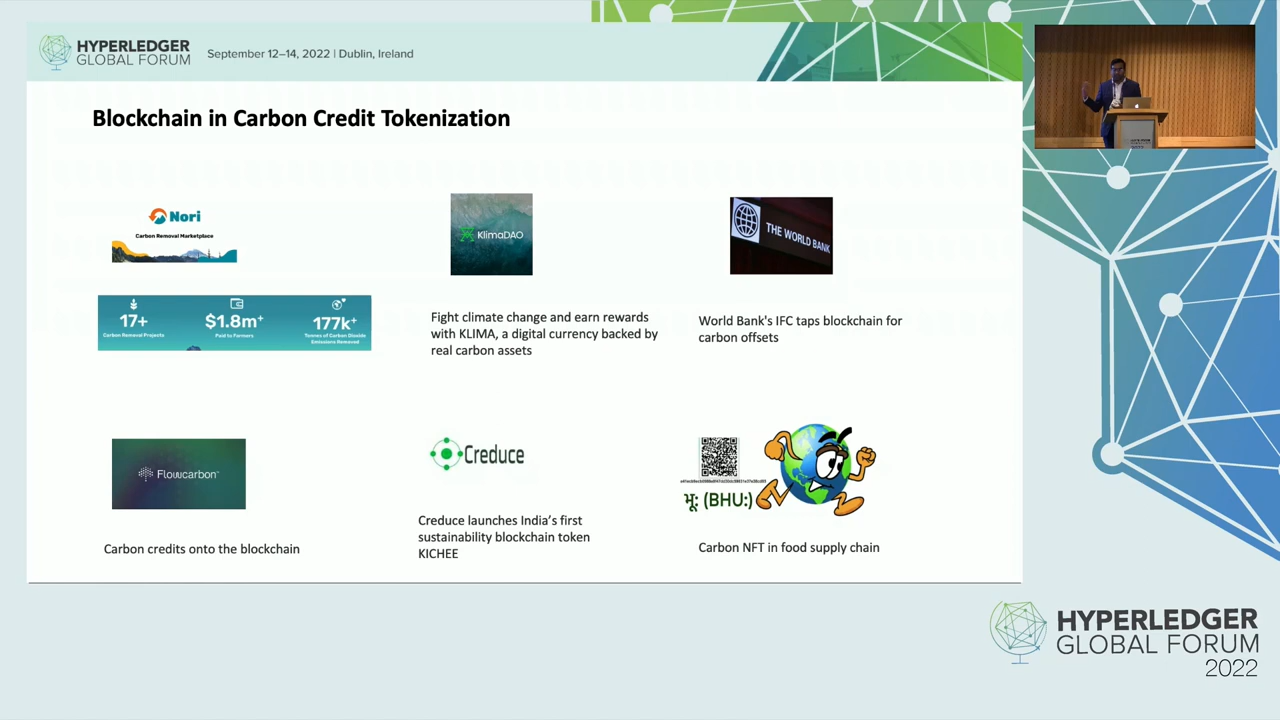 HYPERLEDGER
GLOBAL FORUM
September 12–14, 2022 | Dublin, Ireland
Blockchain in Carbon Credit Tokenization
Nori
Carbon Removal Marketplace
17+
Carbon Removal Projects
$1.8m+
Paid to Farmers
177k+
Tonnes of Carbon Dioxide
Emissions Removed
KlimaDAO
Fight climate change and earn rewards
with KLIMA, a digital currency backed by
real carbon assets
THE WORLD BANK
World Bank's IFC taps blockchain for
carbon offsets
Flowcarbon
Carbon credits onto the blockchain
Creduce
Creduce launches India’s first
sustainability blockchain token
KICHEE
भू: (BHU:)
Carbon NFT in food supply chain
HYPERLEDGER
GLOBAL FORUM
2022